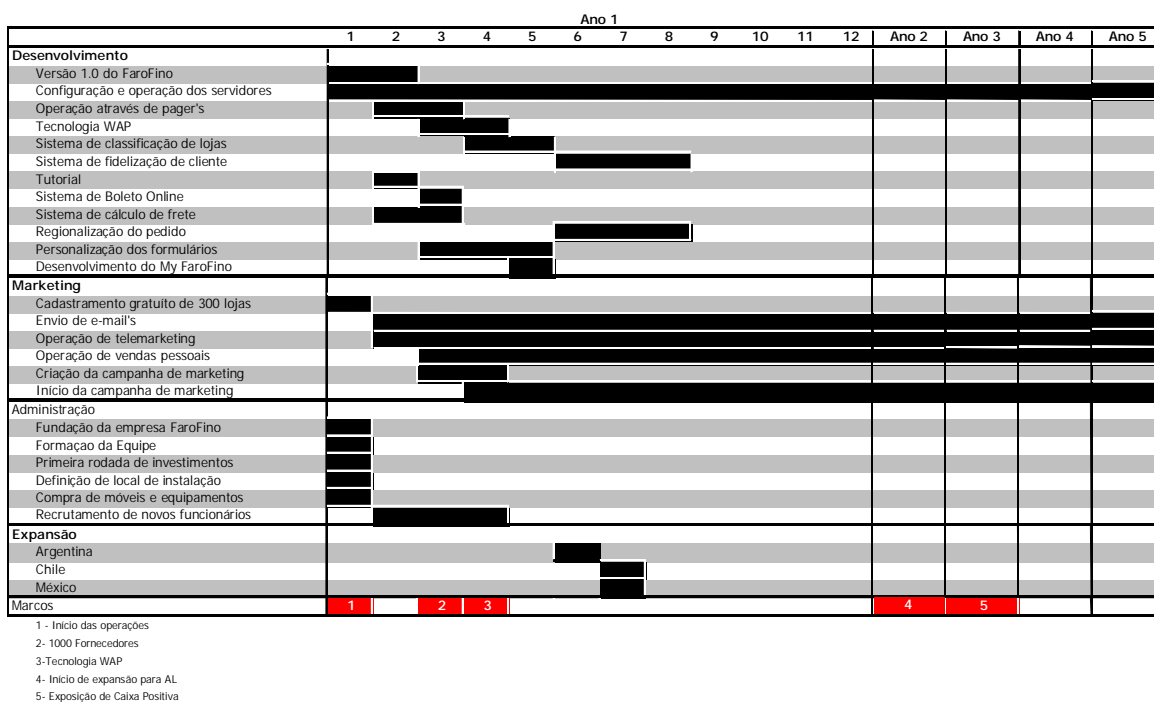 Ano 1
1 2 3 4 5 6 7 8 9 10 11 12 Ano 2 Ano 3 Ano 4 Ano 5
Desenvolvimento
Versão 1.0 do FaroFino
Configuração e operação dos servidores
Operação através de pager's
Tecnologia WAP
Sistema de classificação de lojas
Sistema de fidelização de cliente
Tutorial
Sistema de Boleto Online
Sistema de cálculo de frete
Regionalização do pedido
Personalização dos formulários
Desenvolvimento do My FaroFino
Marketing
Cadastramento gratuito de 300 lojas
Envio de e-mail's
Operação de telemarketing
Operação de vendas pessoais
Criação da campanha de marketing
Início da campanha de marketing
Administração
Fundação da empresa FaroFino
Formaçao da Equipe
Primeira rodada de investimentos
Definição de local de instalação
Compra de móveis e equipamentos
Recrutamento de novos funcionários
Expansão
Argentina
Chile
México
Marcos 1 2 3 4 5
1 - Início das operações
2- 1000 Fornecedores
3-Tecnologia WAP
4- Início de expansão para AL
5- Exposição de Caixa Positiva